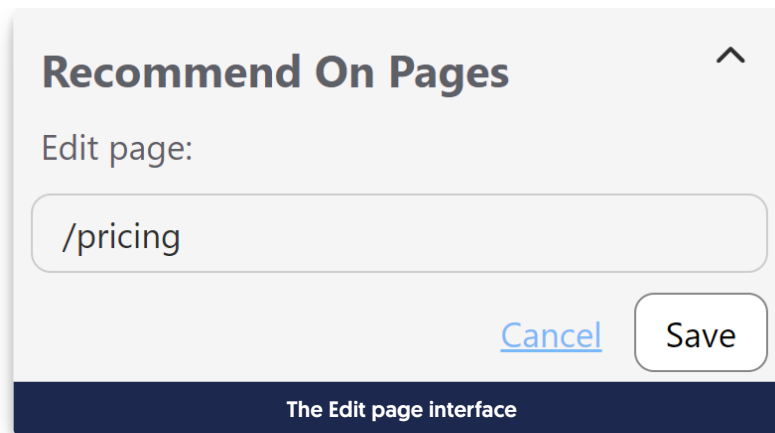 Recommend On Pages
Edit page:
/pricing
Cancel Save
The Edit page interface